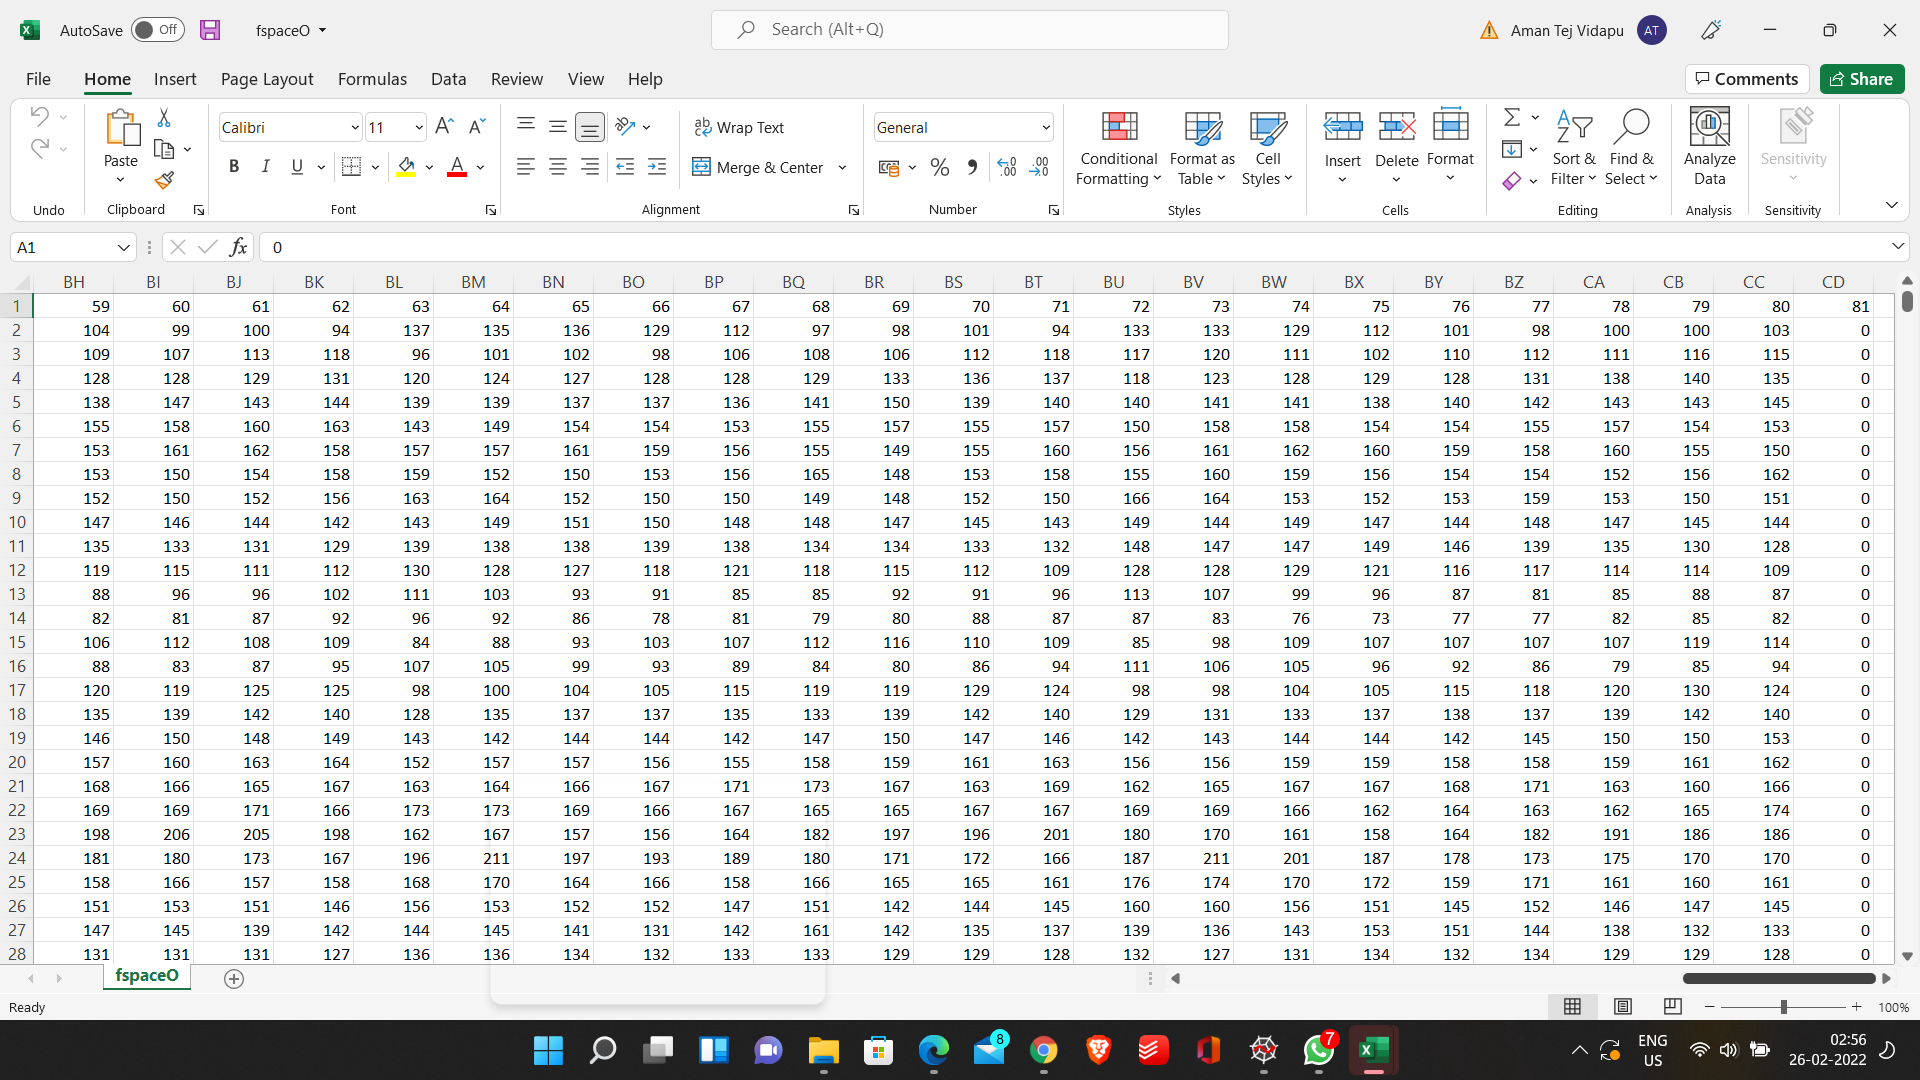 AutoSave Off fspaceO Search (Alt+Q) Aman Tej Vidapu AT
File Home Insert Page Layout Formulas Data Review View Help Comments Share
Calibri 11 Wrap Text General
Paste B I U A Merge & Center % Conditional Formatting Format as Table Cell Styles Insert Delete Format Sort & Filter Find & Select Analyze Data Sensitivity
Undo Clipboard Font Alignment Number Styles Cells Editing Analysis Sensitivity
A1 fx 0
BH BI BJ BK BL BM BN BO BP BQ BR BS BT BU BV BW BX BY BZ CA CB CC CD
1 59 60 61 62 63 64 65 66 67 68 69 70 71 72 73 74 75 76 77 78 79 80 81
2 104 99 100 94 137 135 136 129 112 97 98 101 94 133 133 129 112 101 98 100 100 103 0
3 109 107 113 118 96 101 102 98 106 108 106 112 118 117 120 111 102 110 112 111 116 115 0
4 128 128 129 131 120 124 127 128 128 129 133 136 137 118 123 128 129 128 131 138 140 135 0
5 138 147 143 144 139 139 137 137 136 141 150 139 140 140 141 141 138 140 142 143 143 145 0
6 155 158 160 163 143 149 154 154 153 155 157 155 157 150 158 158 154 154 155 157 154 153 0
7 153 161 162 158 157 157 161 159 156 155 149 155 160 156 161 162 160 159 158 160 155 150 0
8 153 150 154 158 159 152 150 153 156 165 148 153 158 155 160 159 156 154 154 152 156 162 0
9 152 150 152 156 163 164 152 150 150 149 148 152 150 166 164 153 152 153 159 153 150 151 0
10 147 146 144 142 143 149 151 150 148 148 147 145 143 149 144 149 147 144 148 147 145 144 0
11 135 133 131 129 139 138 138 139 138 134 134 133 132 148 147 147 149 146 139 135 130 128 0
12 119 115 111 112 130 128 127 118 121 118 115 112 109 128 128 129 121 116 117 114 114 109 0
13 88 96 96 102 111 103 93 91 85 85 92 91 96 113 107 99 96 87 81 85 88 87 0
14 82 81 87 92 96 92 86 78 81 79 80 88 87 87 83 76 73 77 77 82 85 82 0
15 106 112 108 109 84 88 93 103 107 112 116 110 109 85 98 109 107 107 107 107 119 114 0
16 88 83 87 95 107 105 99 93 89 84 80 86 94 111 106 105 96 92 86 79 85 94 0
17 120 119 125 125 98 100 104 105 115 119 119 129 124 98 98 104 105 115 118 120 130 124 0
18 135 139 142 140 128 135 137 137 135 133 139 142 140 129 131 133 137 138 137 139 142 140 0
19 146 150 148 149 143 142 144 144 142 147 150 147 146 142 143 144 144 142 145 150 150 153 0
20 157 160 163 164 152 157 157 156 155 158 159 161 163 156 156 159 159 158 158 159 161 162 0
21 168 166 165 167 163 164 166 167 171 173 167 163 169 162 165 167 167 168 171 163 160 166 0
22 169 169 171 166 173 173 169 166 167 165 165 167 167 169 169 166 162 164 163 162 165 174 0
23 198 206 205 198 162 167 157 156 164 182 197 196 201 180 170 161 158 164 182 191 186 186 0
24 181 180 173 167 196 211 197 193 189 180 171 172 166 187 211 201 187 178 173 175 170 170 0
25 158 166 157 158 168 170 164 166 158 166 165 165 161 176 174 170 172 159 171 161 160 161 0
26 151 153 151 146 156 153 152 152 147 151 142 144 145 160 160 156 151 145 152 146 147 145 0
27 147 145 139 142 144 145 141 131 142 161 142 135 137 139 136 143 153 151 144 138 132 133 0
28 131 131 131 127 136 136 134 132 133 133 129 129 128 132 127 131 134 132 134 129 129 128 0
fspaceO
Ready 100%
8 7 ENG US 02:56 26-02-2022